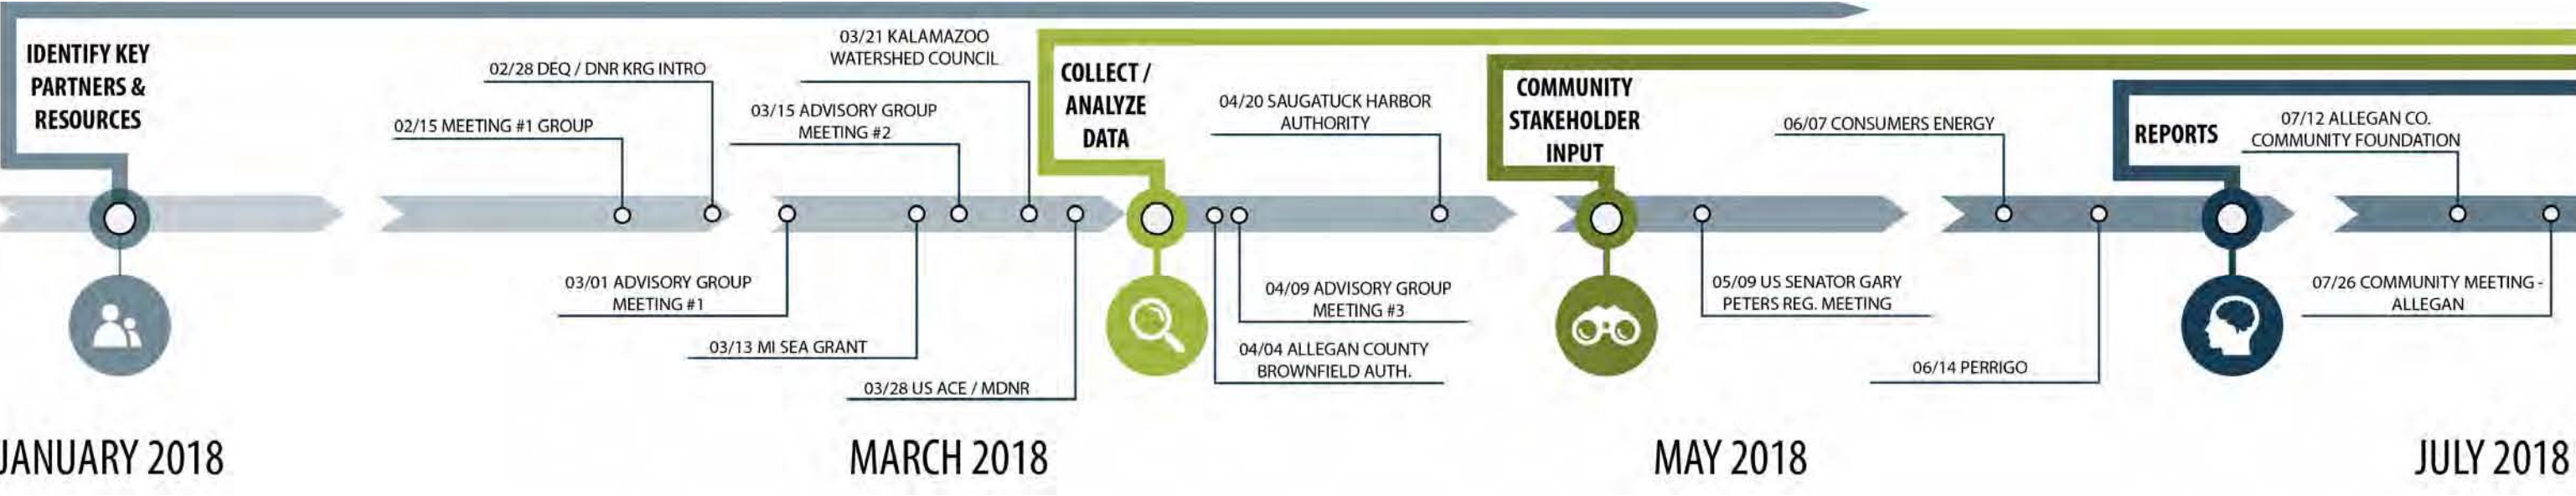 IDENTIFY KEY
PARTNERS &
RESOURCES
02/15 MEETING #1 GROUP
02/28 DEQ / DNR KRG INTRO
03/01 ADVISORY GROUP
MEETING #1
03/13 MI SEA GRANT
03/15 ADVISORY GROUP
MEETING #2
03/21 KALAMAZOO
WATERSHED COUNCIL
03/28 US ACE / MDNR
COLLECT /
ANALYZE
DATA
04/04 ALLEGAN COUNTY
BROWNFIELD AUTH.
04/09 ADVISORY GROUP
MEETING #3
04/20 SAUGATUCK HARBOR
AUTHORITY
COMMUNITY
STAKEHOLDER
INPUT
05/09 US SENATOR GARY
PETERS REG. MEETING
06/07 CONSUMERS ENERGY
06/14 PERRIGO
REPORTS
07/12 ALLEGAN CO.
COMMUNITY FOUNDATION
07/26 COMMUNITY MEETING -
ALLEGAN
JANUARY 2018
MARCH 2018
MAY 2018
JULY 2018